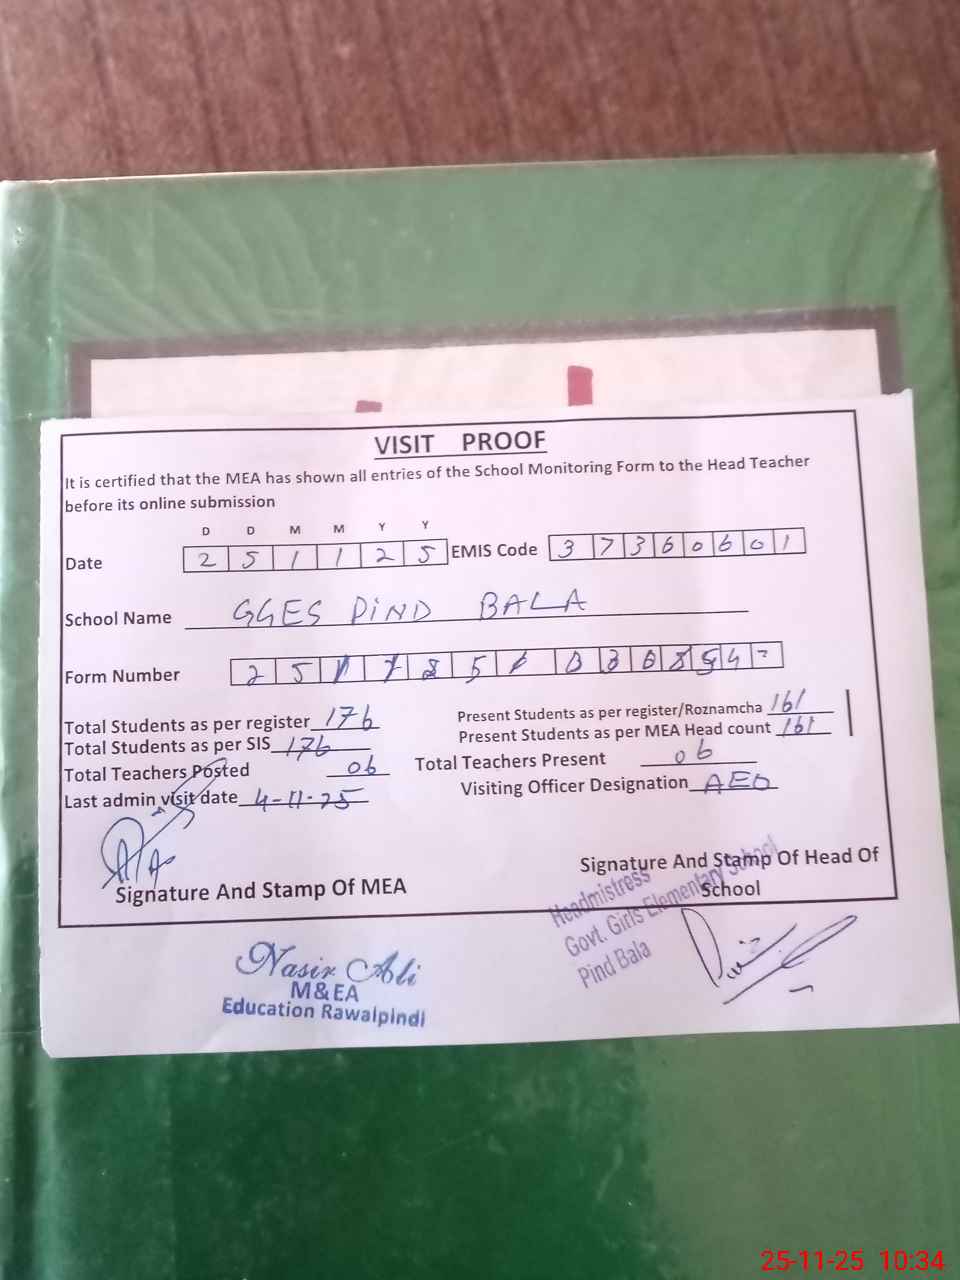 VISIT PROOF
It is certified that the MEA has shown all entries of the School Monitoring Form to the Head Teacher
before its online submission
D D M M Y Y
Date 2 5 1 1 2 5 EMIS Code 3 7 3 6 0 6 0 1
School Name GGES PIND BALA
Form Number 2 5
Total Students as per register 176 Present Students as per register/Roznamcha 161
Total Students as per SIS 176 Present Students as per MEA Head count 161
Total Teachers Posted 06 Total Teachers Present 06
Last admin visit date 4-11-25 Visiting Officer Designation AEO
Signature And Stamp Of MEA
Signature And Stamp Of Head Of
School
Headmistress
Govt. Girls Elementary School
Pind Bala
Nasir Ali
M&EA
Education Rawalpindi
25-11-25 10:34